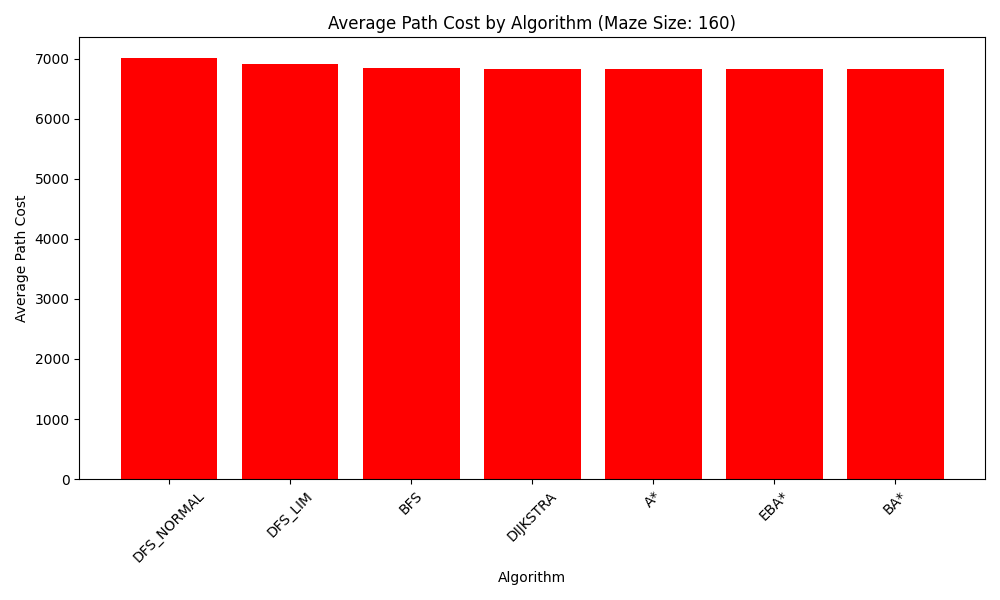 Average Path Cost by Algorithm (Maze Size: 160)
Average Path Cost
7000
6000
5000
4000
3000
2000
1000
0
DFS_NORMAL
DFS_LIM
BFS
DIJKSTRA
A*
EBA*
BA*
Algorithm